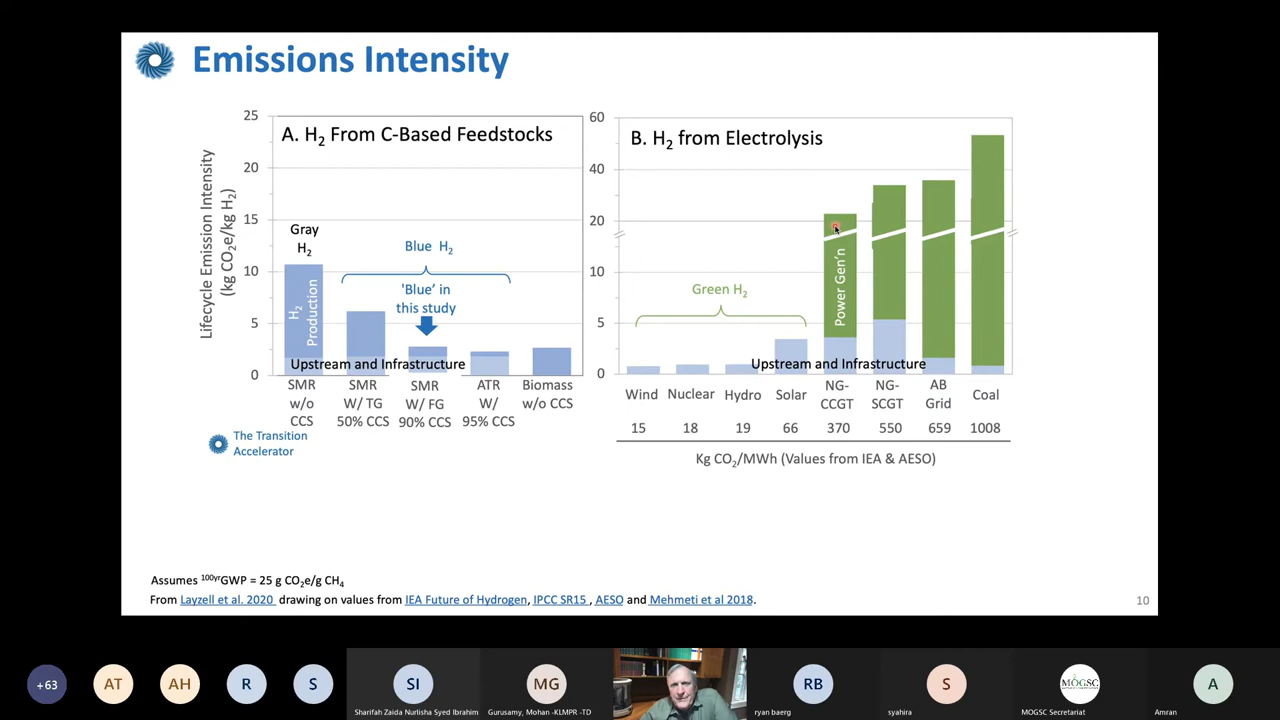 Emissions Intensity
Lifecycle Emission Intensity
(kg CO₂e/kg H₂)
25
20
15
10
5
0
A. H₂ From C-Based Feedstocks
Gray
H₂
Blue H₂
'Blue' in
this study
H₂
Production
Upstream and Infrastructure
SMR
w/o
CCS
SMR
W/ TG
50% CCS
SMR
W/ FG
90% CCS
ATR
W/
95% CCS
Biomass
w/o CCS
The Transition
Accelerator
60
40
20
10
5
0
B. H₂ from Electrolysis
Green H₂
Power Gen'n
Upstream and Infrastructure
Wind
Nuclear
Hydro
Solar
NG-
CCGT
NG-
SCGT
AB
Grid
Coal
15 18 19 66 370 550 659 1008
Kg CO₂/MWh (Values from IEA & AESO)
Assumes ¹⁰⁰ʸʳGWP = 25 g CO₂e/g CH₄
From Layzell et al. 2020 drawing on values from IEA Future of Hydrogen, IPCC SR15 , AESO and Mehmeti et al 2018.
10
+63
AT
AH
R
S
SI
Sharifah Zaida Nurlisha Syed Ibrahim
MG
Gurusamy, Mohan -KLMPR -TD
RB
ryan baerg
S
syahira
MOGSC
MOGSC Secretariat
A
Amran